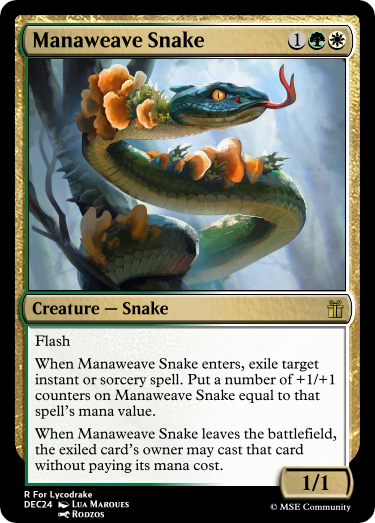 Manaweave Snake 1
Creature — Snake
Flash
When Manaweave Snake enters, exile target
instant or sorcery spell. Put a number of +1/+1
counters on Manaweave Snake equal to that
spell's mana value.
When Manaweave Snake leaves the battlefield,
the exiled card's owner may cast that card
without paying its mana cost.
1/1
R For Lycodrake
DEC24 Lua Marques
Rodzos
© MSE Community